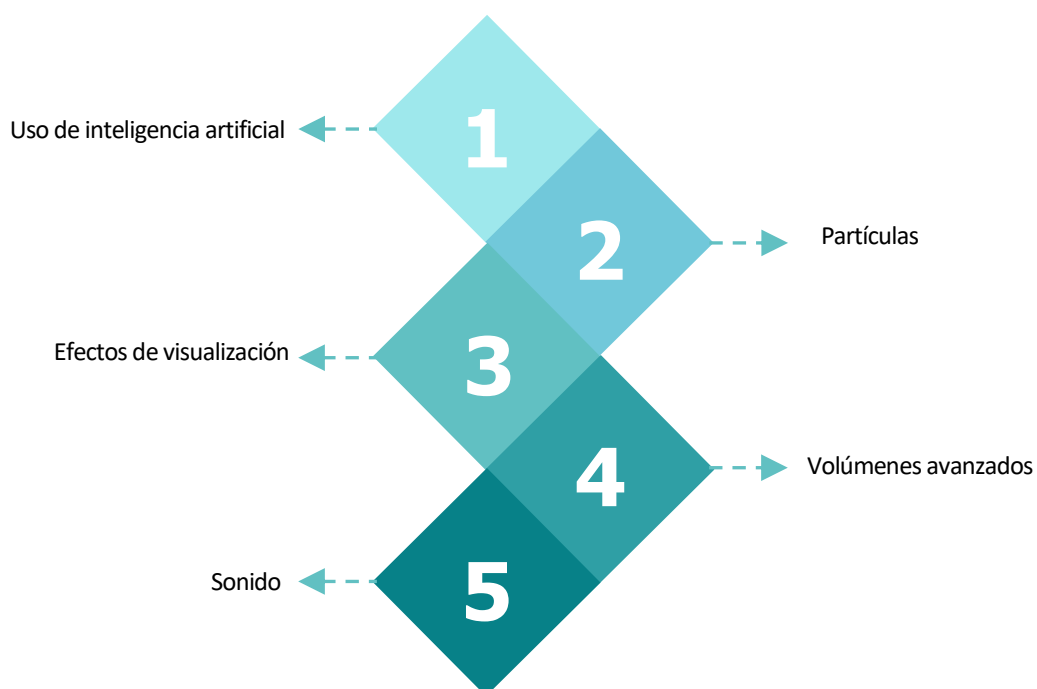 1
Uso de inteligencia artificial
2
Partículas
3
Efectos de visualización
4
Volúmenes avanzados
5
Sonido